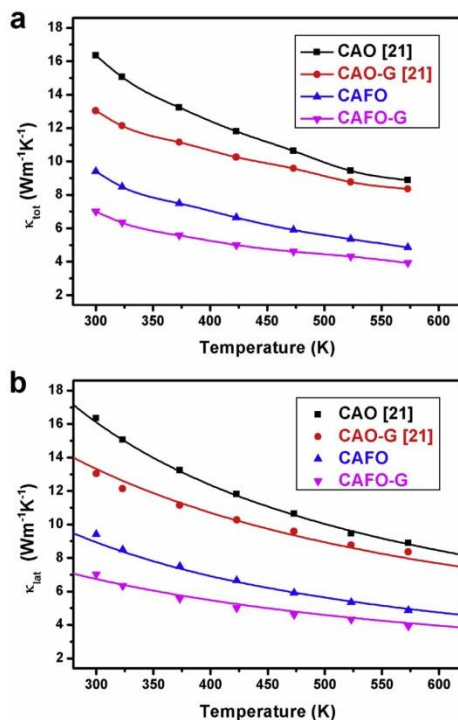 a
CAO [21]
CAO-G [21]
CAFO
CAFO-G
κtot (Wm⁻¹K⁻¹)
18
16
14
12
10
8
6
4
2
300 350 400 450 500 550 600
Temperature (K)
b
CAO [21]
CAO-G [21]
CAFO
CAFO-G
κlat (Wm⁻¹K⁻¹)
18
16
14
12
10
8
6
4
2
300 350 400 450 500 550 600
Temperature (K)